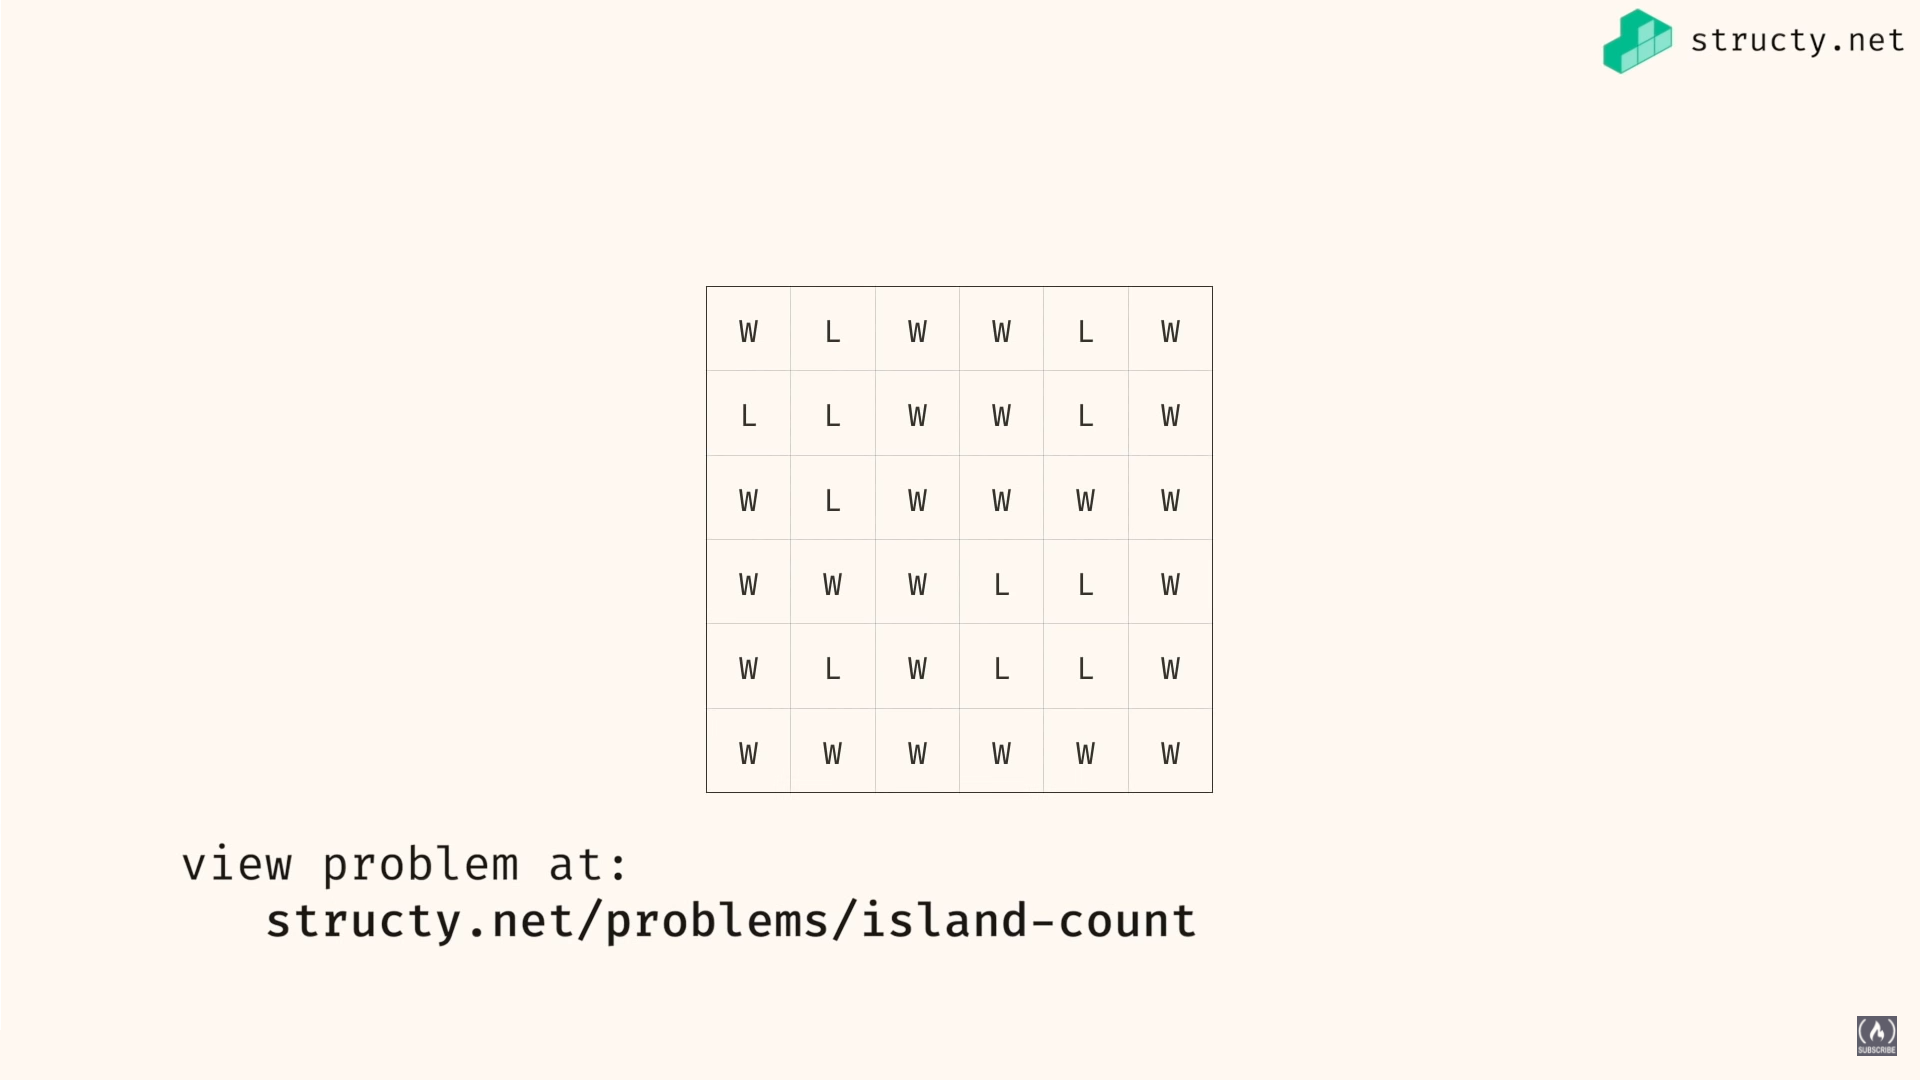 structy.net
W L W W L W
L L W W L W
W L W W W W
W W W L L W
W L W L L W
W W W W W W
view problem at:
structy.net/problems/island-count
SUBSCRIBE